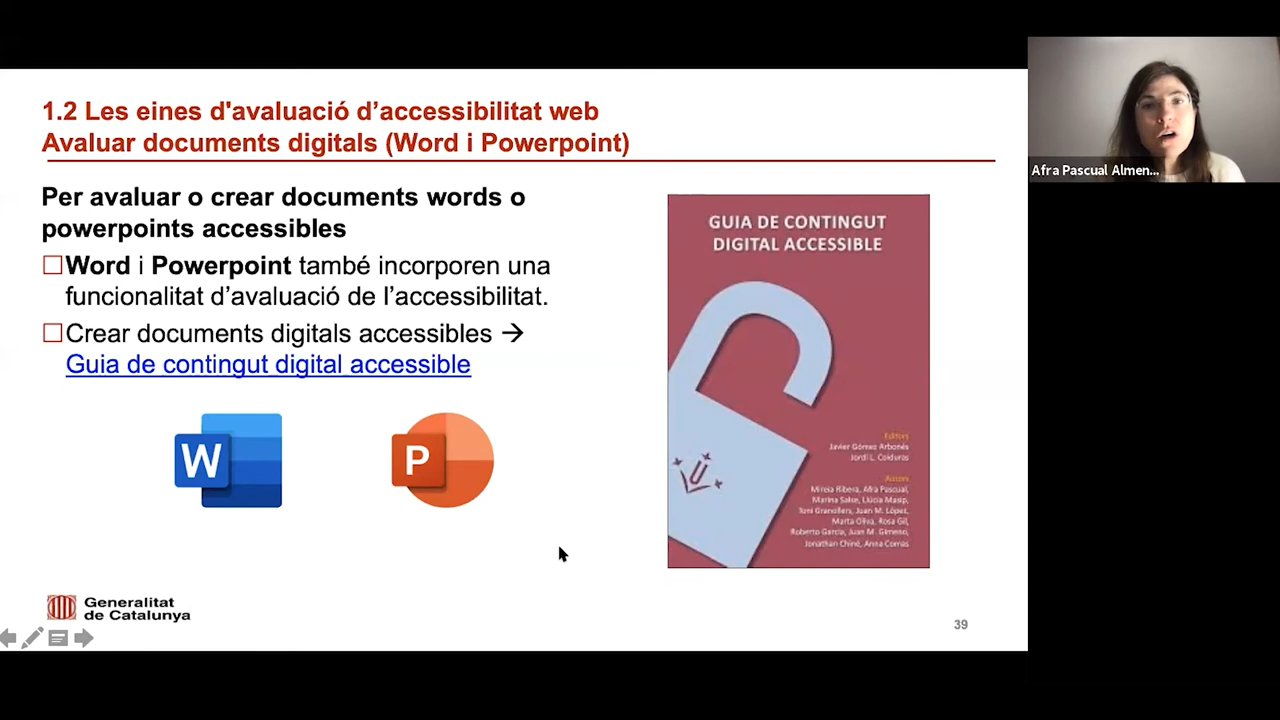 1.2 Les eines d'avaluació d’accessibilitat web
Avaluar documents digitals (Word i Powerpoint)
Per avaluar o crear documents words o
powerpoints accessibles
Word i Powerpoint també incorporen una
funcionalitat d’avaluació de l’accessibilitat.
Crear documents digitals accessibles →
Guia de contingut digital accessible
W
P
GUIA DE CONTINGUT
DIGITAL ACCESSIBLE
Editors
Javier Gómez Arbonés
Jordi L. Coiduras
Autors
Mireia Ribera, Afra Pascual,
Marina Salse, Llúcia Masip,
Toni Granollers, Juan M. López,
Marta Oliva, Rosa Gil,
Roberto García, Juan M. Gimeno,
Jonathan Chiné, Anna Comas
Generalitat
de Catalunya
39
Afra Pascual Almen...